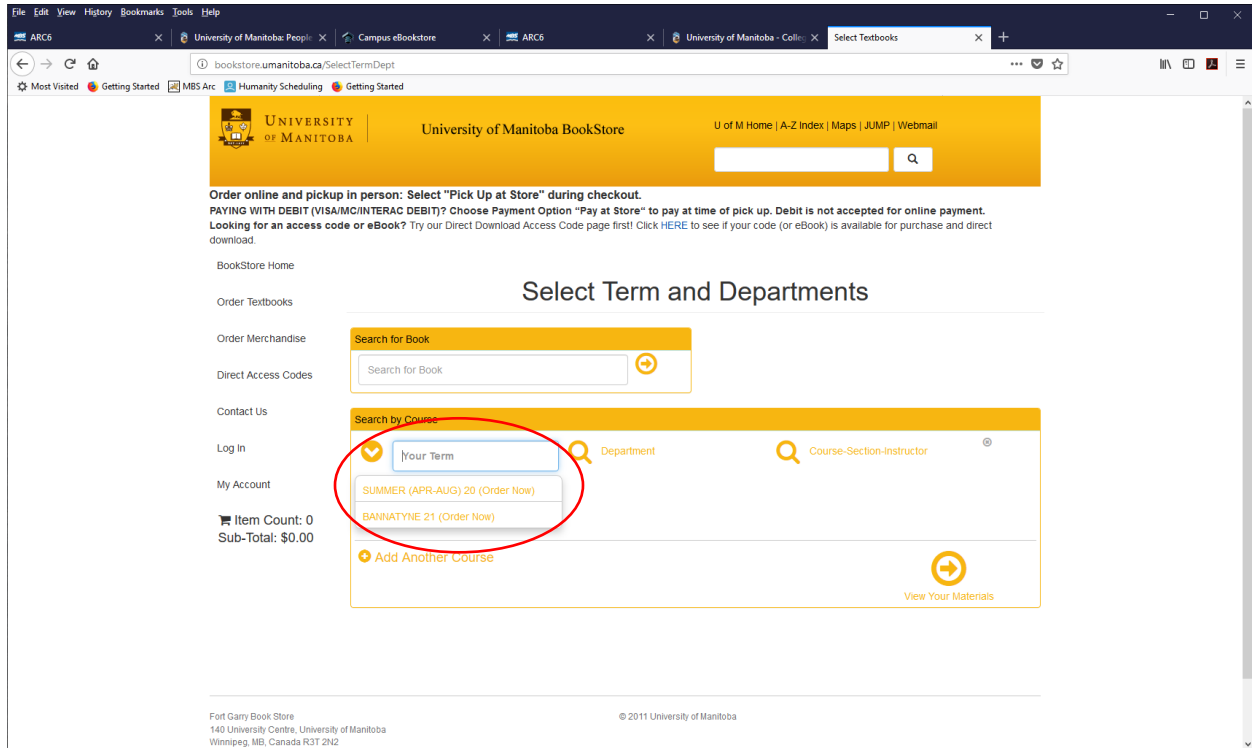 File Edit View History Bookmarks Tools Help
ARC6
University of Manitoba: People
Campus eBookstore
ARC6
University of Manitoba - Colleg
Select Textbooks
bookstore.umanitoba.ca/SelectTermDept
Most Visited Getting Started MBS Arc Humanity Scheduling Getting Started
UNIVERSITY
OF MANITOBA
University of Manitoba BookStore
U of M Home | A-Z Index | Maps | JUMP | Webmail
Order online and pickup in person: Select "Pick Up at Store" during checkout.
PAYING WITH DEBIT (VISA/MC/INTERAC DEBIT)? Choose Payment Option “Pay at Store“ to pay at time of pick up. Debit is not accepted for online payment.
Looking for an access code or eBook? Try our Direct Download Access Code page first! Click HERE to see if your code (or eBook) is available for purchase and direct
download.
BookStore Home
Order Textbooks
Order Merchandise
Direct Access Codes
Contact Us
Log In
My Account
Item Count: 0
Sub-Total: $0.00
Select Term and Departments
Search for Book
Search for Book
Search by Course
Your Term
Department
Course-Section-Instructor
SUMMER (APR-AUG) 20 (Order Now)
BANNATYNE 21 (Order Now)
Add Another Course
View Your Materials
Fort Garry Book Store
140 University Centre, University of Manitoba
Winnipeg, MB, Canada R3T 2N2
© 2011 University of Manitoba